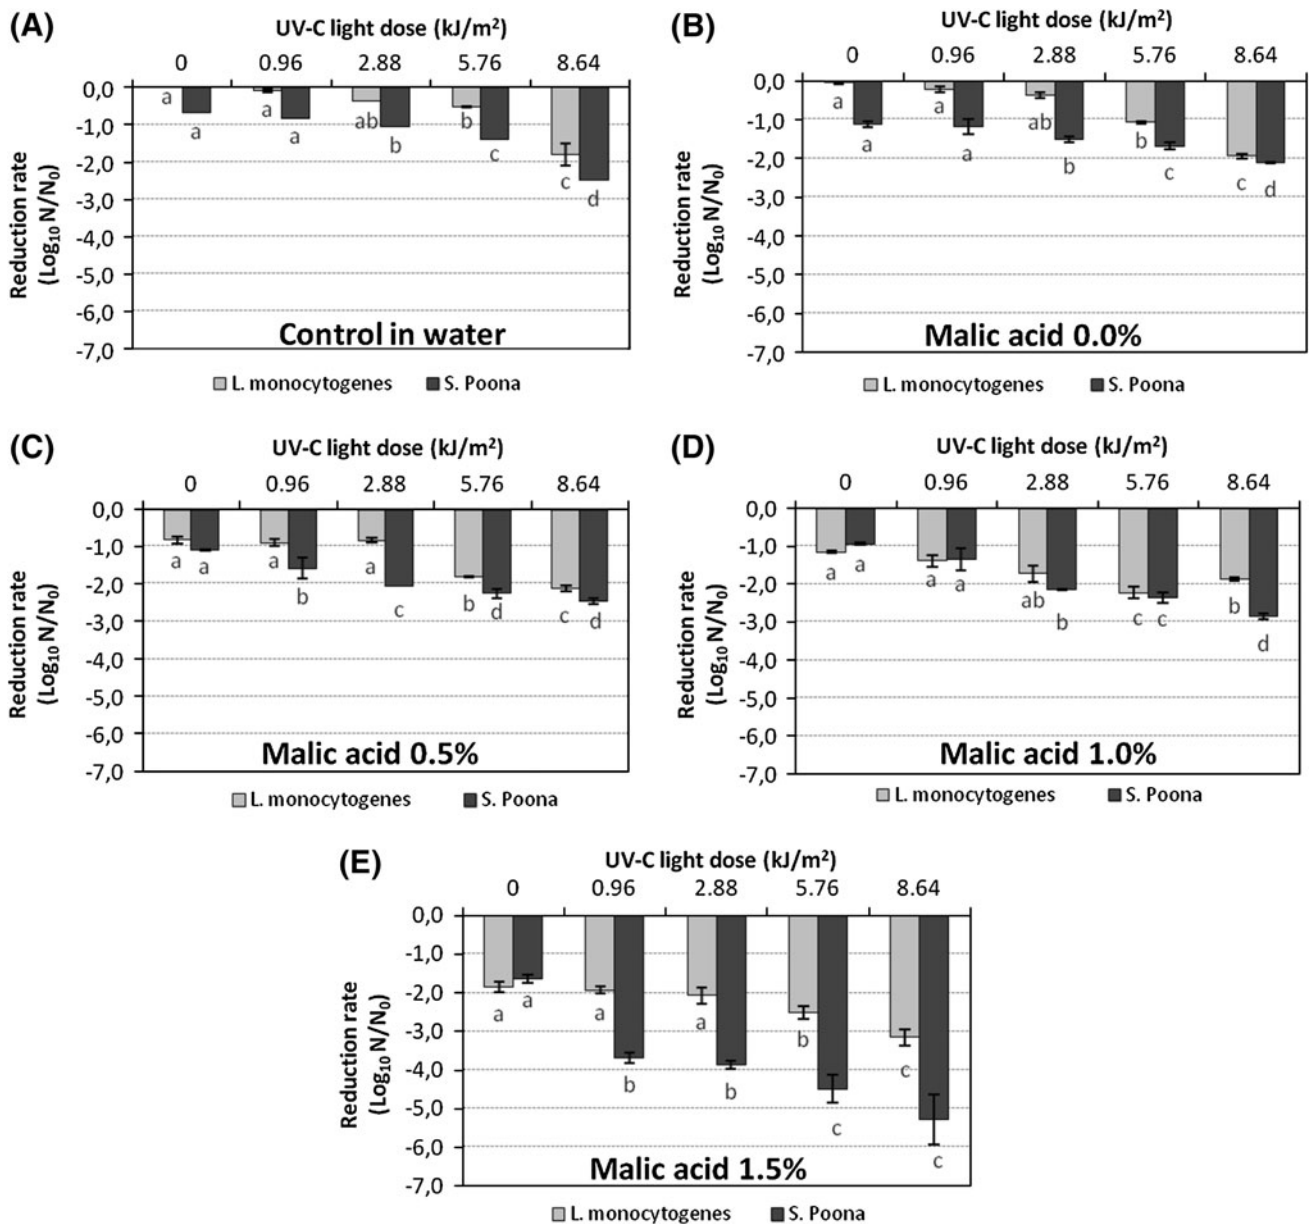 (A)
UV-C light dose (kJ/m²)
0 0.96 2.88 5.76 8.64
Reduction rate
(Log₁₀ N/N₀)
0,0
-1,0
-2,0
-3,0
-4,0
-5,0
-6,0
-7,0
a a a a ab b b c c d
Control in water
L. monocytogenes S. Poona
(B)
UV-C light dose (kJ/m²)
0 0.96 2.88 5.76 8.64
Reduction rate
(Log₁₀ N/N₀)
0,0
-1,0
-2,0
-3,0
-4,0
-5,0
-6,0
-7,0
a a a a ab b b c c d
Malic acid 0.0%
L. monocytogenes S. Poona
(C)
UV-C light dose (kJ/m²)
0 0.96 2.88 5.76 8.64
Reduction rate
(Log₁₀ N/N₀)
0,0
-1,0
-2,0
-3,0
-4,0
-5,0
-6,0
-7,0
a a a b a c b d c d
Malic acid 0.5%
L. monocytogenes S. Poona
(D)
UV-C light dose (kJ/m²)
0 0.96 2.88 5.76 8.64
Reduction rate
(Log₁₀ N/N₀)
0,0
-1,0
-2,0
-3,0
-4,0
-5,0
-6,0
-7,0
a a a a ab b c c b d
Malic acid 1.0%
L. monocytogenes S. Poona
(E)
UV-C light dose (kJ/m²)
0 0.96 2.88 5.76 8.64
Reduction rate
(Log₁₀ N/N₀)
0,0
-1,0
-2,0
-3,0
-4,0
-5,0
-6,0
-7,0
a a a b a b b c c c
Malic acid 1.5%
L. monocytogenes S. Poona